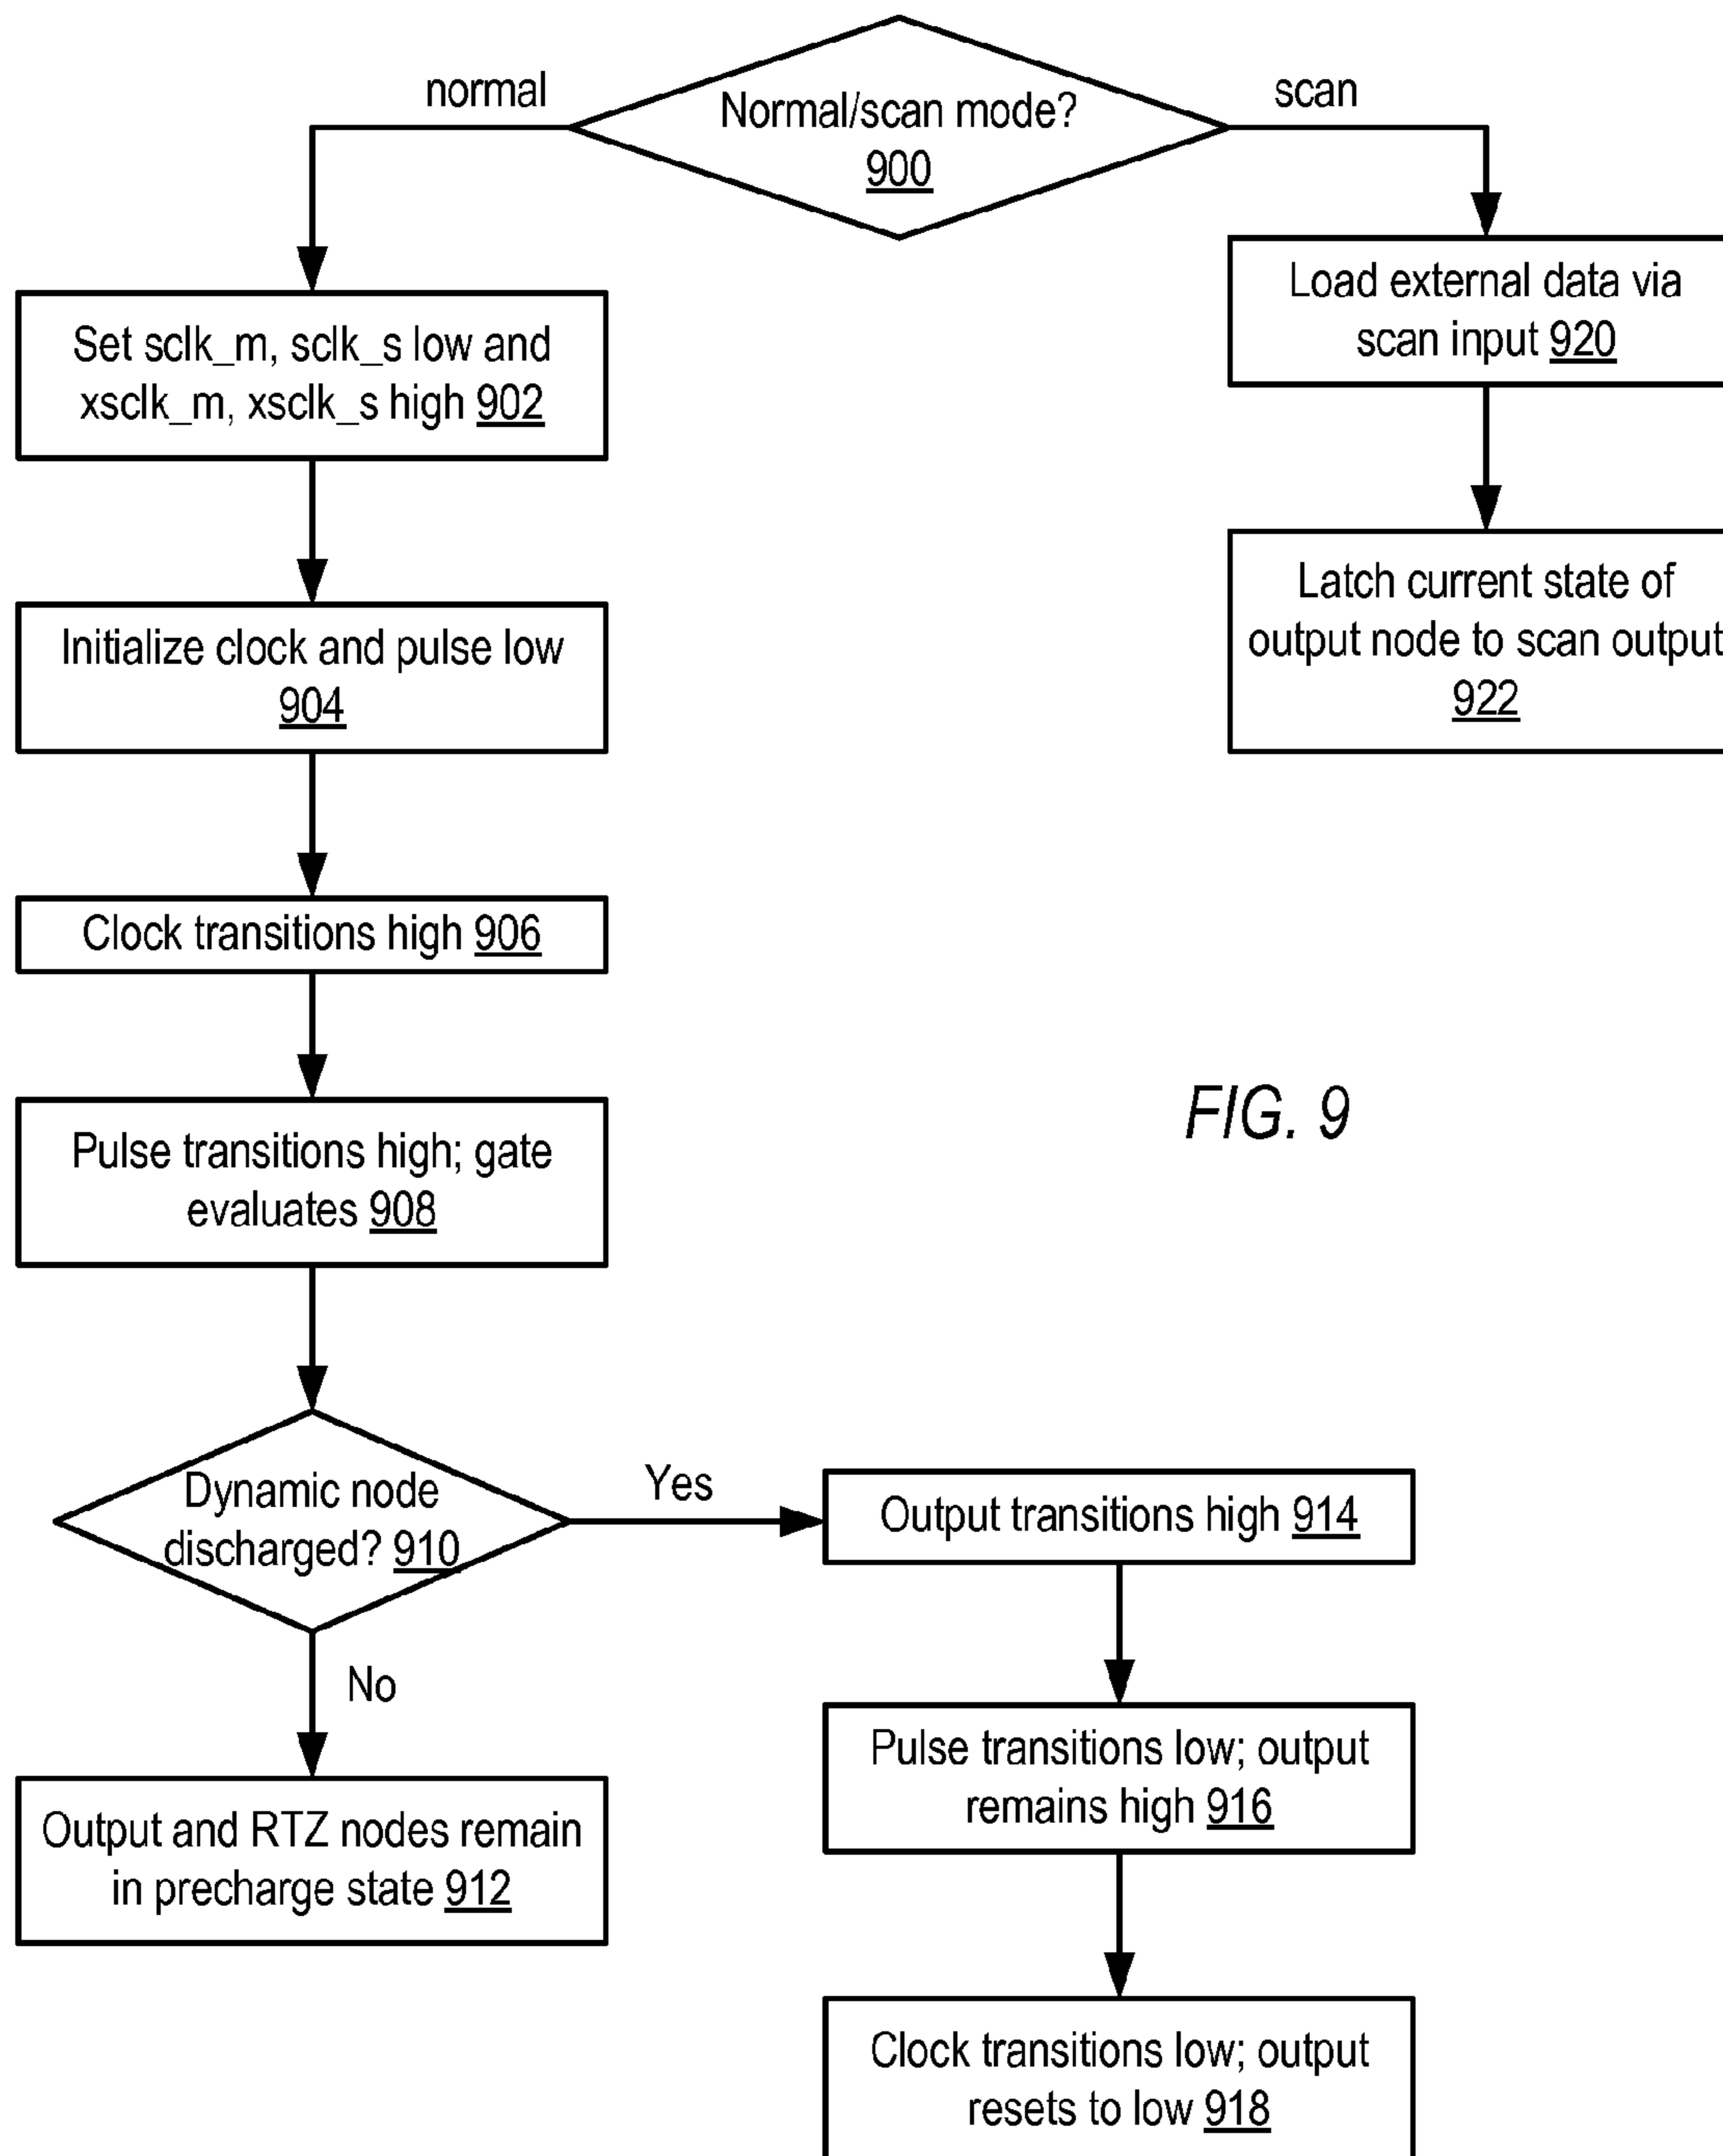 normal
Normal/scan mode?
900
scan
Set sclk_m, sclk_s low and
xsclk_m, xsclk_s high 902
Load external data via
scan input 920
Initialize clock and pulse low
904
Latch current state of
output node to scan output
922
Clock transitions high 906
Pulse transitions high; gate
evaluates 908
FIG. 9
Dynamic node
discharged? 910
Yes
No
Output transitions high 914
Pulse transitions low; output
remains high 916
Output and RTZ nodes remain
in precharge state 912
Clock transitions low; output
resets to low 918